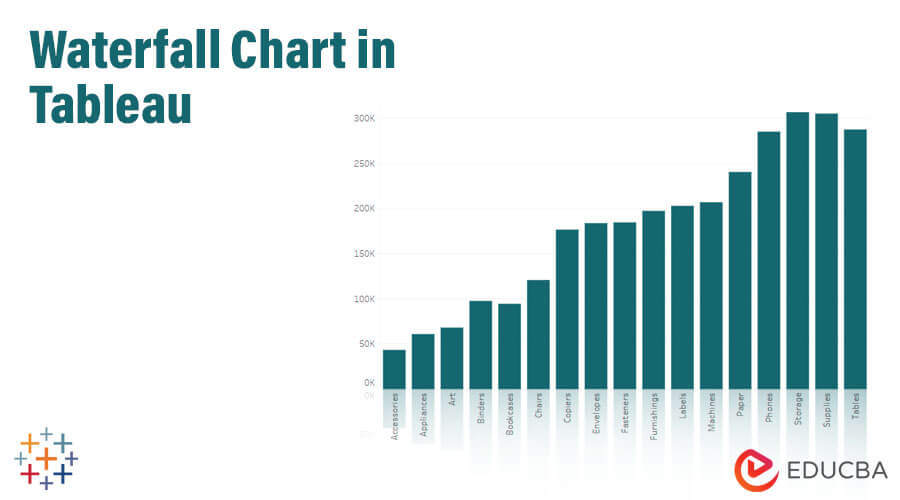 Waterfall Chart in
Tableau
300K
250K
200K
150K
100K
50K
0K
0K
Accessories
Appliances
Art
Binders
Bookcases
Chairs
Copiers
Envelopes
Fasteners
Furnishings
Labels
Machines
Paper
Phones
Storage
Supplies
Tables
EDUCBA